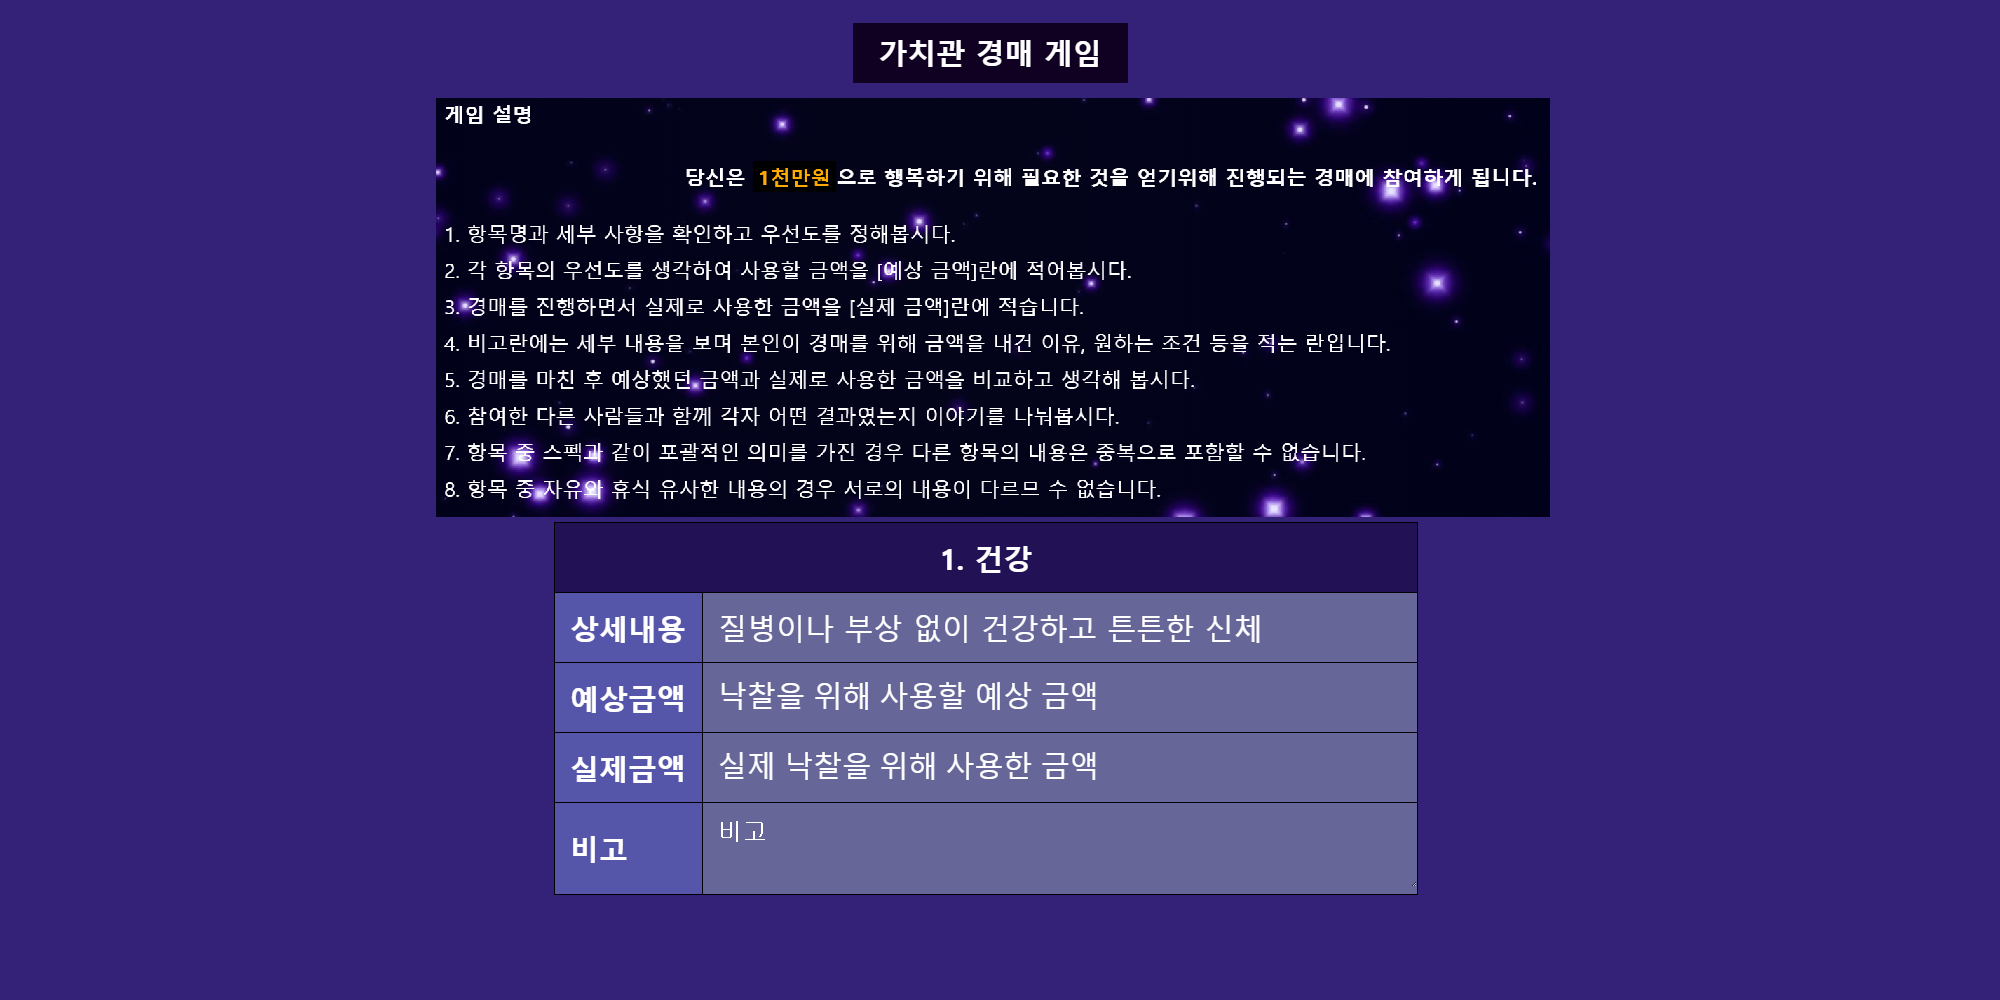 가치관 경매 게임
게임 설명
당신은 1천만원 으로 행복하기 위해 필요한 것을 얻기위해 진행되는 경매에 참여하게 됩니다.
1. 항목명과 세부 사항을 확인하고 우선도를 정해봅시다.
2. 각 항목의 우선도를 생각하여 사용할 금액을 [예상 금액]란에 적어봅시다.
3. 경매를 진행하면서 실제로 사용한 금액을 [실제 금액]란에 적습니다.
4. 비고란에는 세부 내용을 보며 본인이 경매를 위해 금액을 내건 이유, 원하는 조건 등을 적는 란입니다.
5. 경매를 마친 후 예상했던 금액과 실제로 사용한 금액을 비교하고 생각해 봅시다.
6. 참여한 다른 사람들과 함께 각자 어떤 결과였는지 이야기를 나눠봅시다.
7. 항목 중 스펙과 같이 포괄적인 의미를 가진 경우 다른 항목의 내용은 중복으로 포함할 수 없습니다.
8. 항목 중 자유와 휴식 유사한 내용의 경우 서로의 내용이 다르므 수 없습니다.
1. 건강
상세내용 질병이나 부상 없이 건강하고 튼튼한 신체
예상금액 낙찰을 위해 사용할 예상 금액
실제금액 실제 낙찰을 위해 사용한 금액
비고 비고